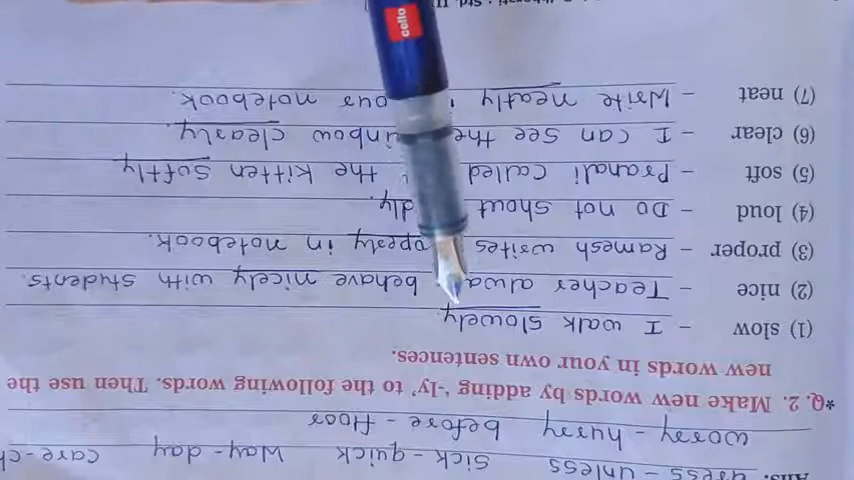 Ans. - unless sick - quick way - day care - ch
worry - hurry before - floor
*Q. 2. Make new words by adding '-ly' to the following words. Then use the
new words in your own sentences.
(1) slow - I walk slowely.
(2) nice - Teacher alwa behave nicely with students.
(3) proper - Ramesh writes operly in notebook.
(4) loud - Do not shout dly.
(5) soft - Pranali called the kitten softly
(6) clear - I can see the inbow clearly.
(7) neat - Write neatly our notebook.
cello